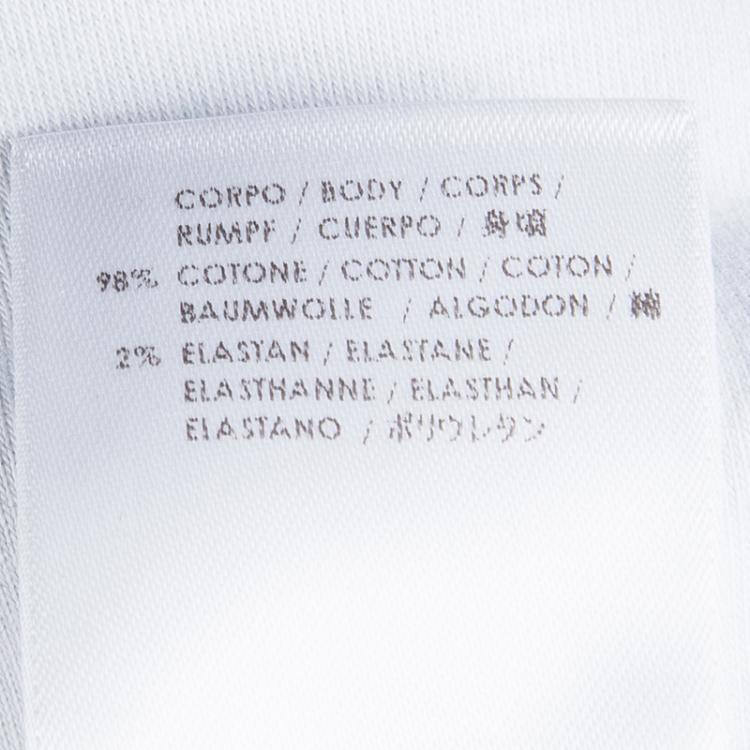 CORPO / BODY / CORPS /
RUMPF / CUERPO / 身頃
98% COTONE / COTTON / COTON /
BAUMWOLLE / ALGODON / 綿
2% ELASTAN / ELASTANE /
ELASTHANNE / ELASTHAN /
ELASTANO / ポリウレタン